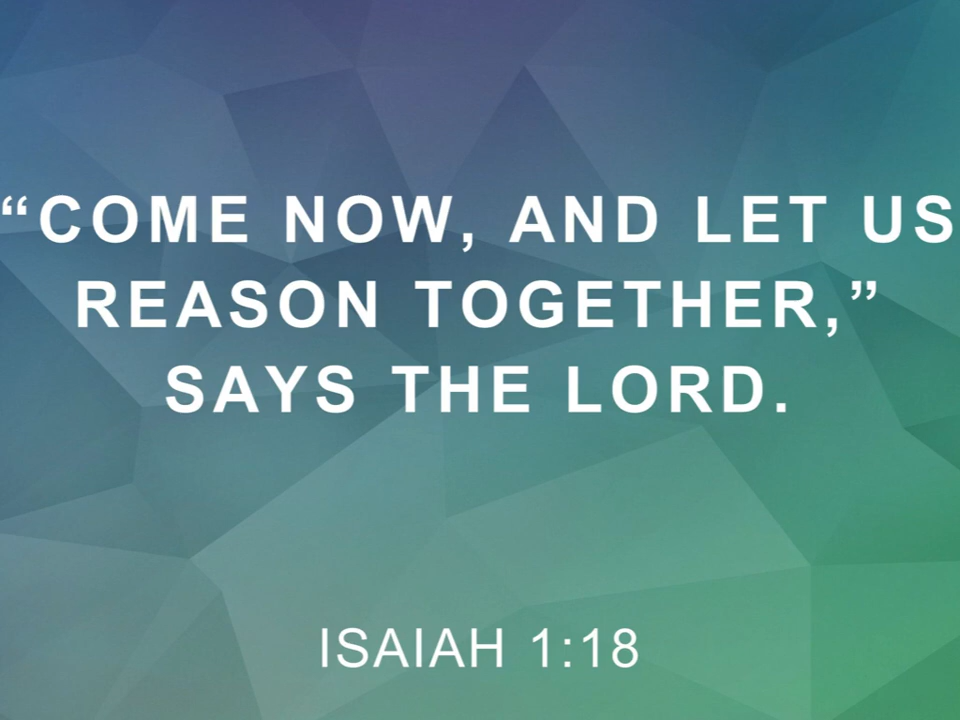 “COME NOW, AND LET US
REASON TOGETHER,”
SAYS THE LORD.
ISAIAH 1:18